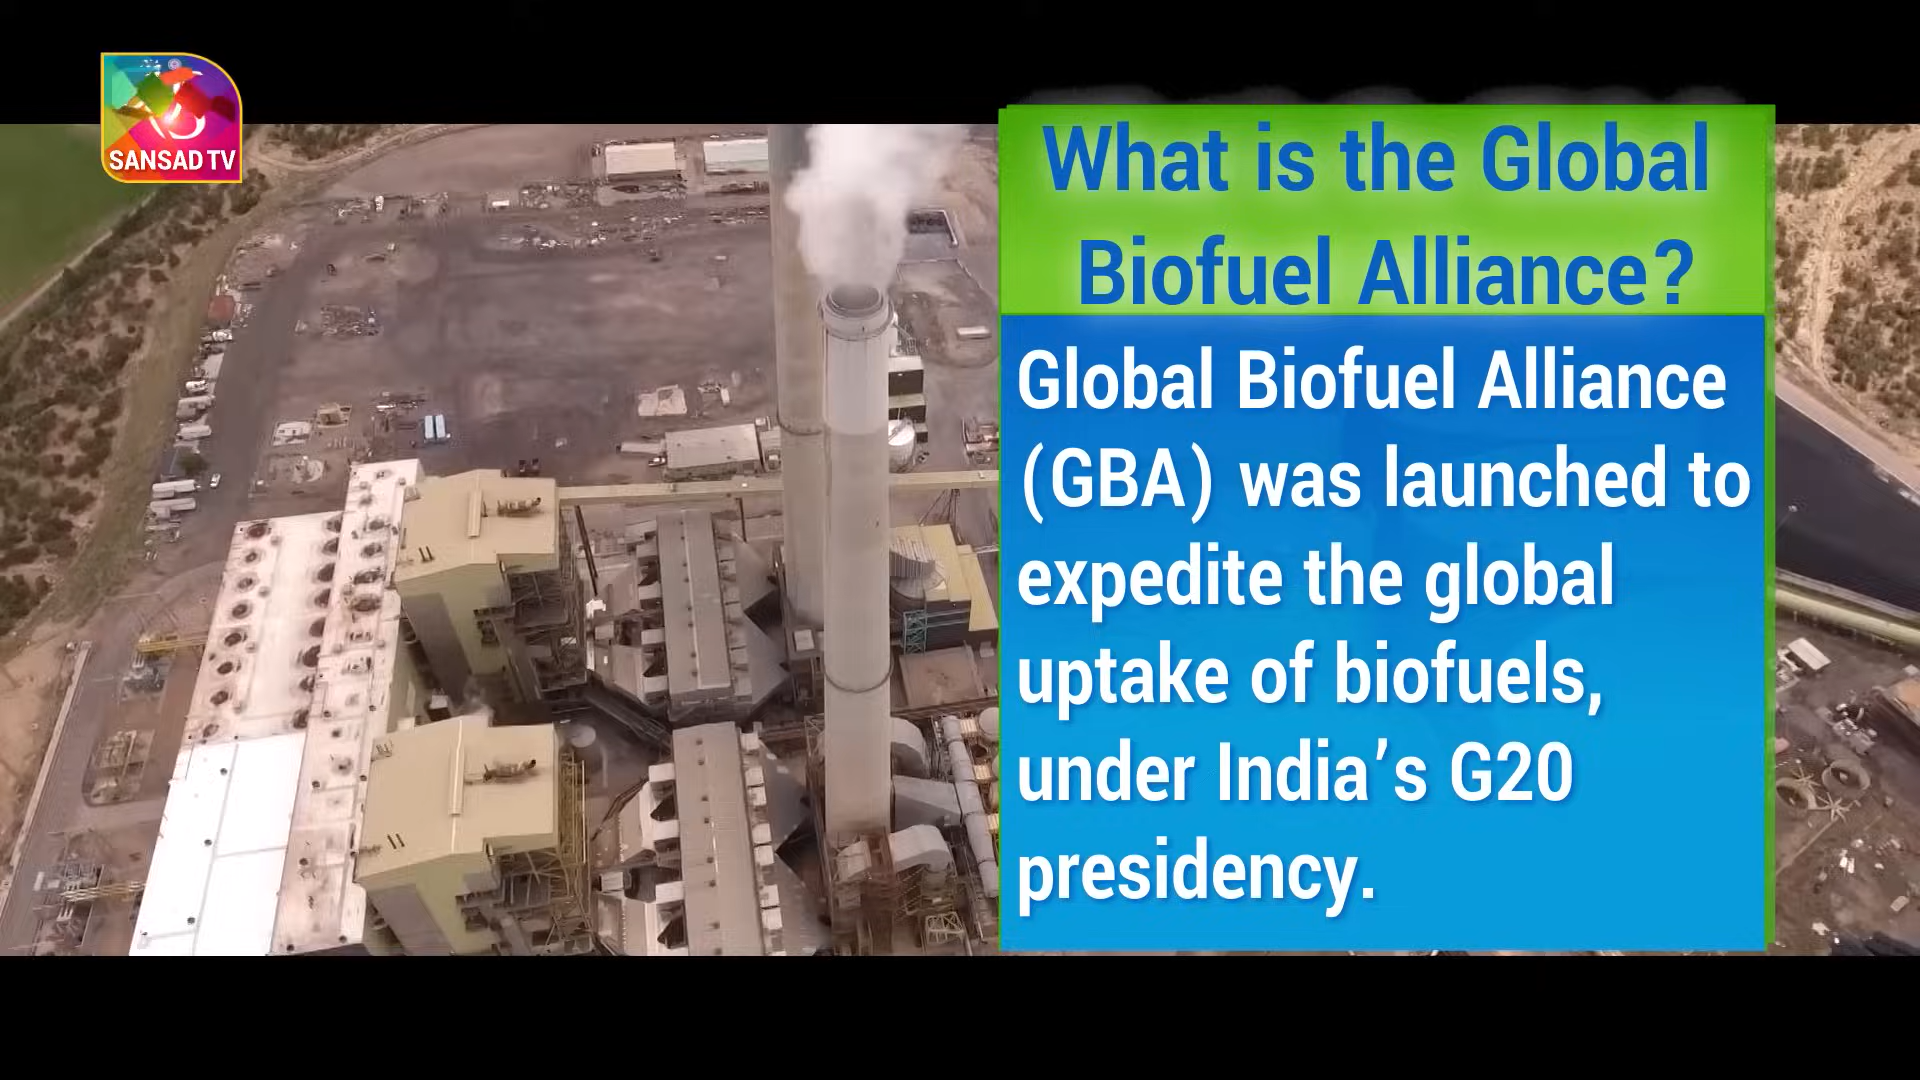 SANSAD TV
What is the Global
Biofuel Alliance?
Global Biofuel Alliance
(GBA) was launched to
expedite the global
uptake of biofuels,
under India’s G20
presidency.